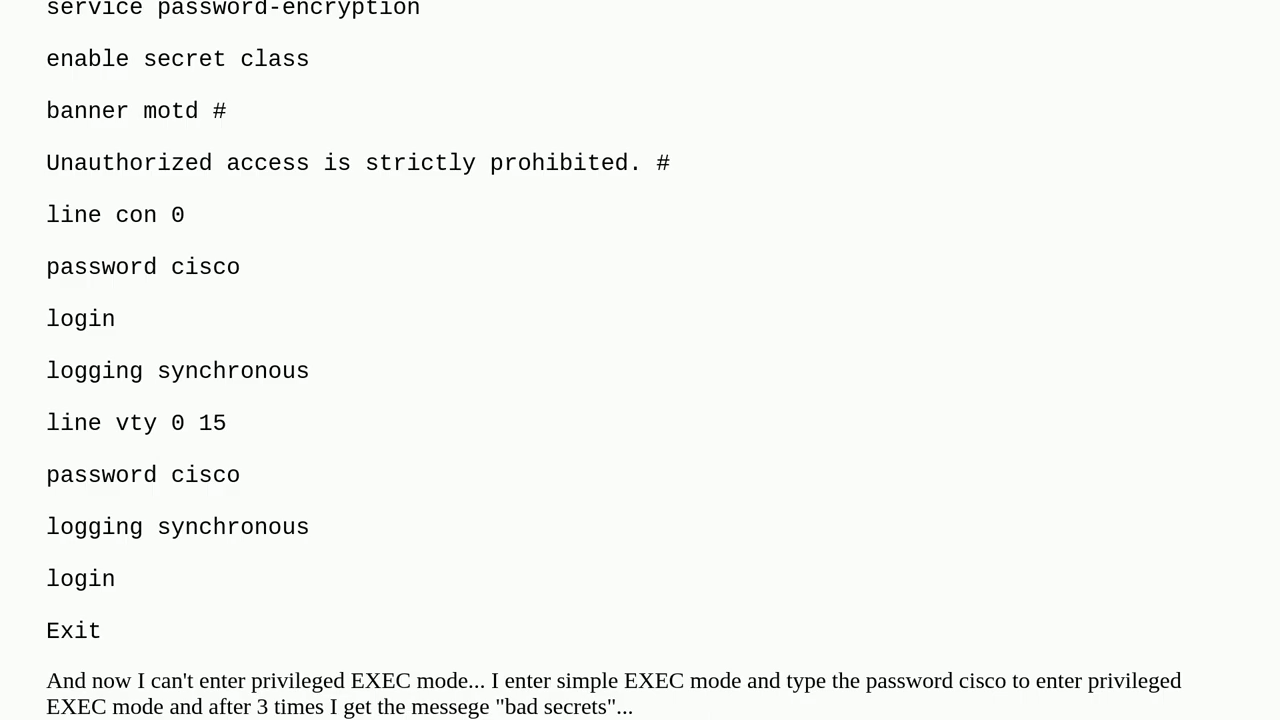 service password-encryption
enable secret class
banner motd #
Unauthorized access is strictly prohibited. #
line con 0
password cisco
login
logging synchronous
line vty 0 15
password cisco
logging synchronous
login
Exit
And now I can't enter privileged EXEC mode... I enter simple EXEC mode and type the password cisco to enter privileged
EXEC mode and after 3 times I get the messege "bad secrets"...